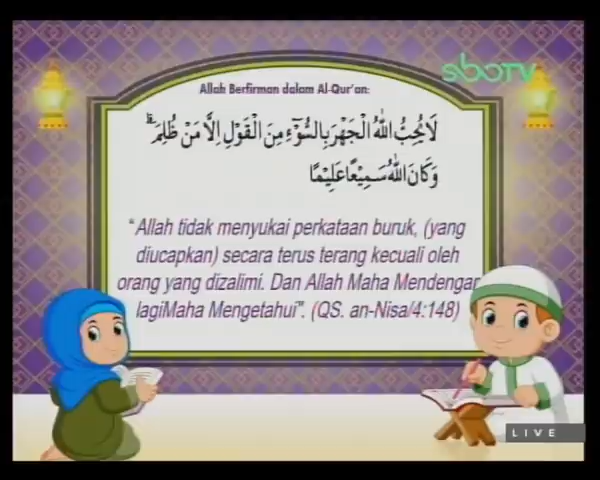 sboTV
Allah Berfirman dalam Al-Qur'an:
لَا يُحِبُّ اللّٰهُ الْجَهْرَ بِالسُّوْۤءِ مِنَ الْقَوْلِ اِلَّا مَنْ ظُلِمَ ۗ
وَكَانَ اللّٰهُ سَمِيْعًا عَلِيْمًا
“Allah tidak menyukai perkataan buruk, (yang
diucapkan) secara terus terang kecuali oleh
orang yang dizalimi. Dan Allah Maha Mendengar
lagiMaha Mengetahui”. (QS. an-Nisa/4:148)
LIVE